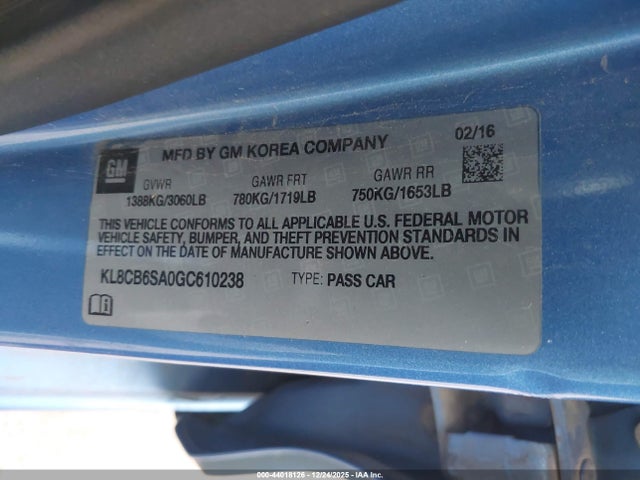 MFD BY GM KOREA COMPANY 02/16
GM
GVWR GAWR FRT GAWR RR
1388KG/3060LB 780KG/1719LB 750KG/1653LB
THIS VEHICLE CONFORMS TO ALL APPLICABLE U.S. FEDERAL MOTOR
VEHICLE SAFETY, BUMPER, AND THEFT PREVENTION STANDARDS IN
EFFECT ON THE DATE OF MANUFACTURE SHOWN ABOVE.
KL8CB6SA0GC610238 TYPE: PASS CAR
000-44018126 - 12/24/2025 - IAA Inc.